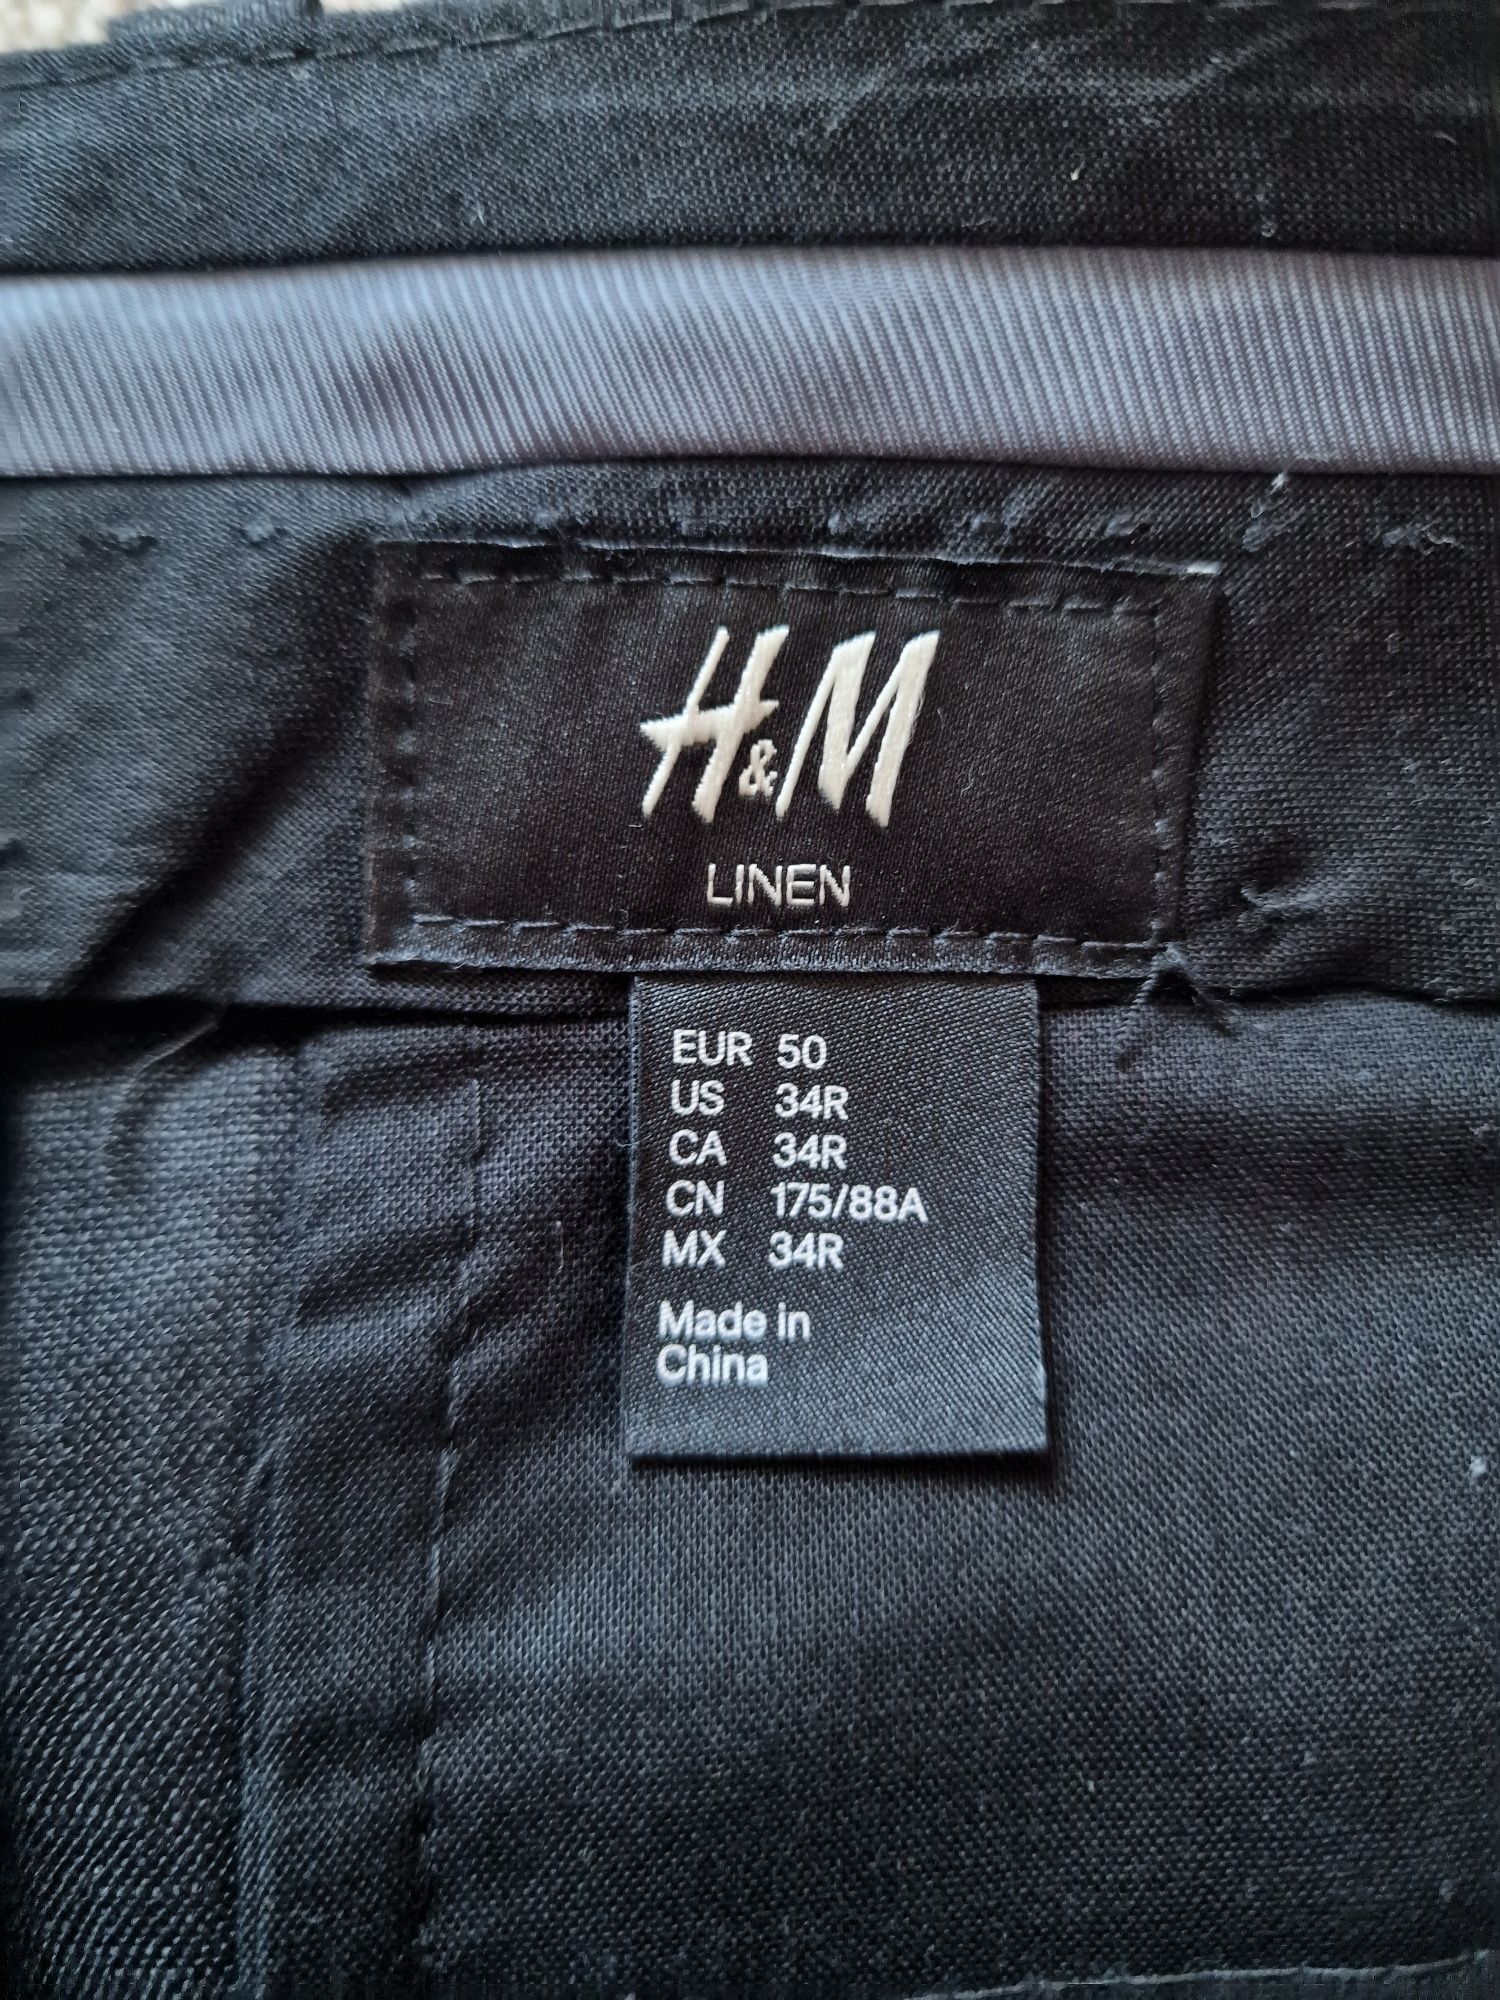 H&M
LINEN
EUR 50
US 34R
CA 34R
CN 175/88A
MX 34R
Made in
China